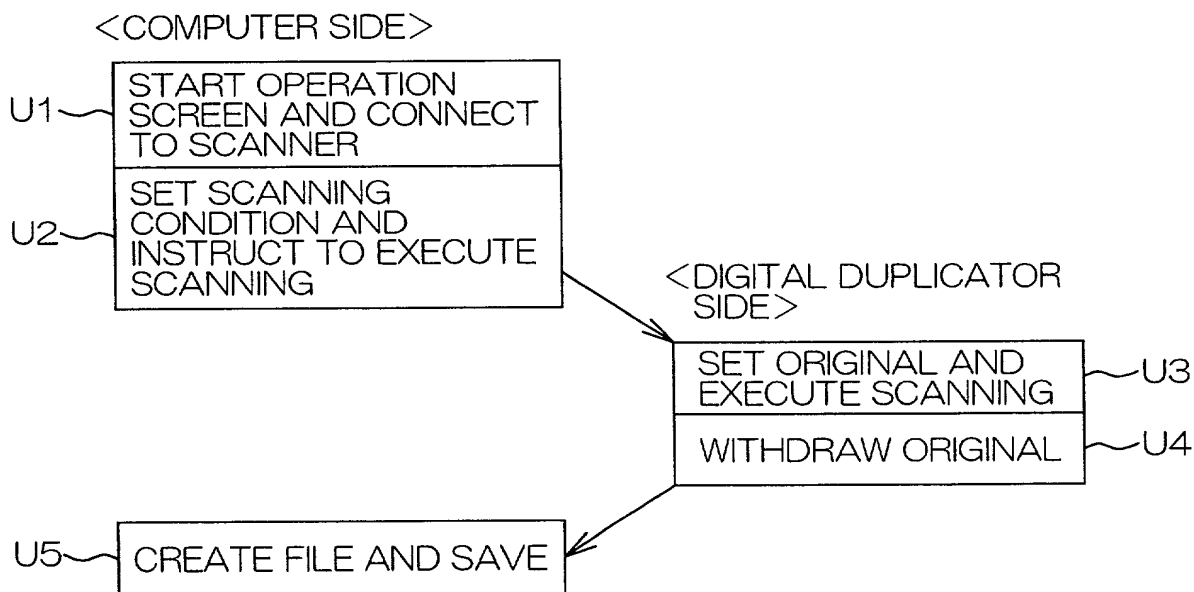 <COMPUTER SIDE>
U1
START OPERATION
SCREEN AND CONNECT
TO SCANNER
U2
SET SCANNING
CONDITION AND
INSTRUCT TO EXECUTE
SCANNING
<DIGITAL DUPLICATOR
SIDE>
SET ORIGINAL AND
EXECUTE SCANNING
U3
WITHDRAW ORIGINAL
U4
U5
CREATE FILE AND SAVE